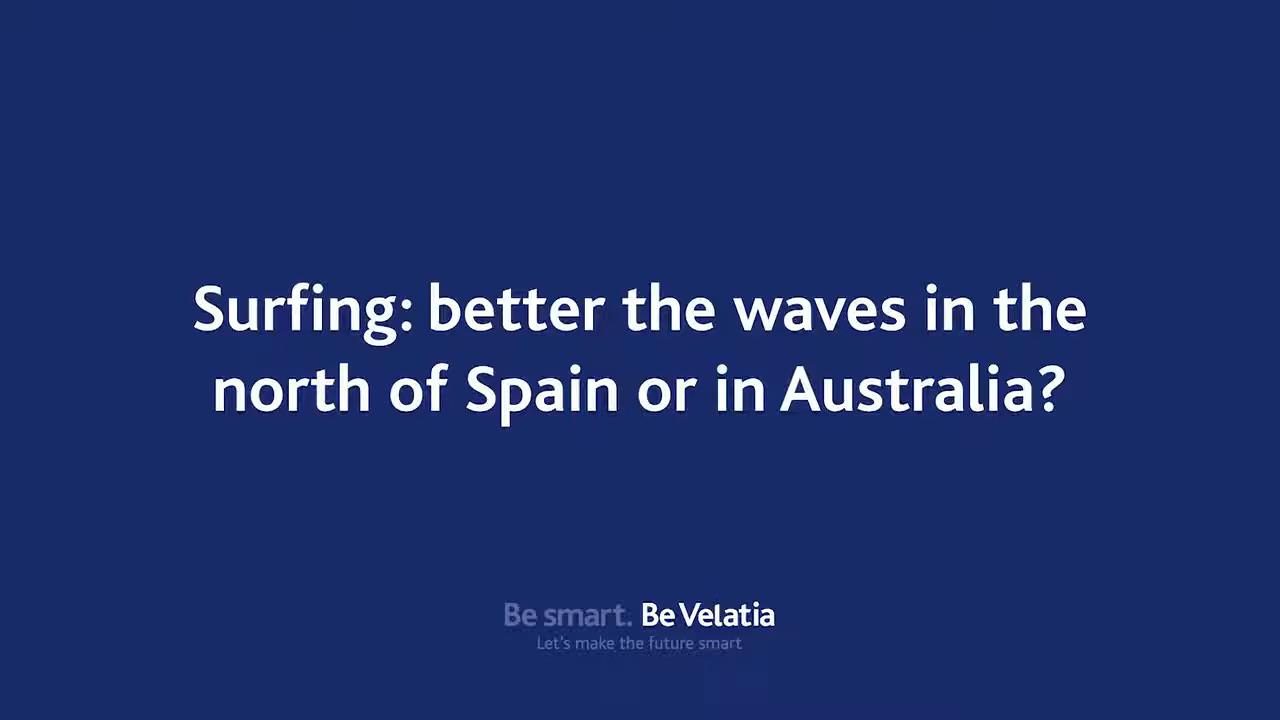 Surfing: better the waves in the
north of Spain or in Australia?
Be smart. Be Velatia
Let's make the future smart